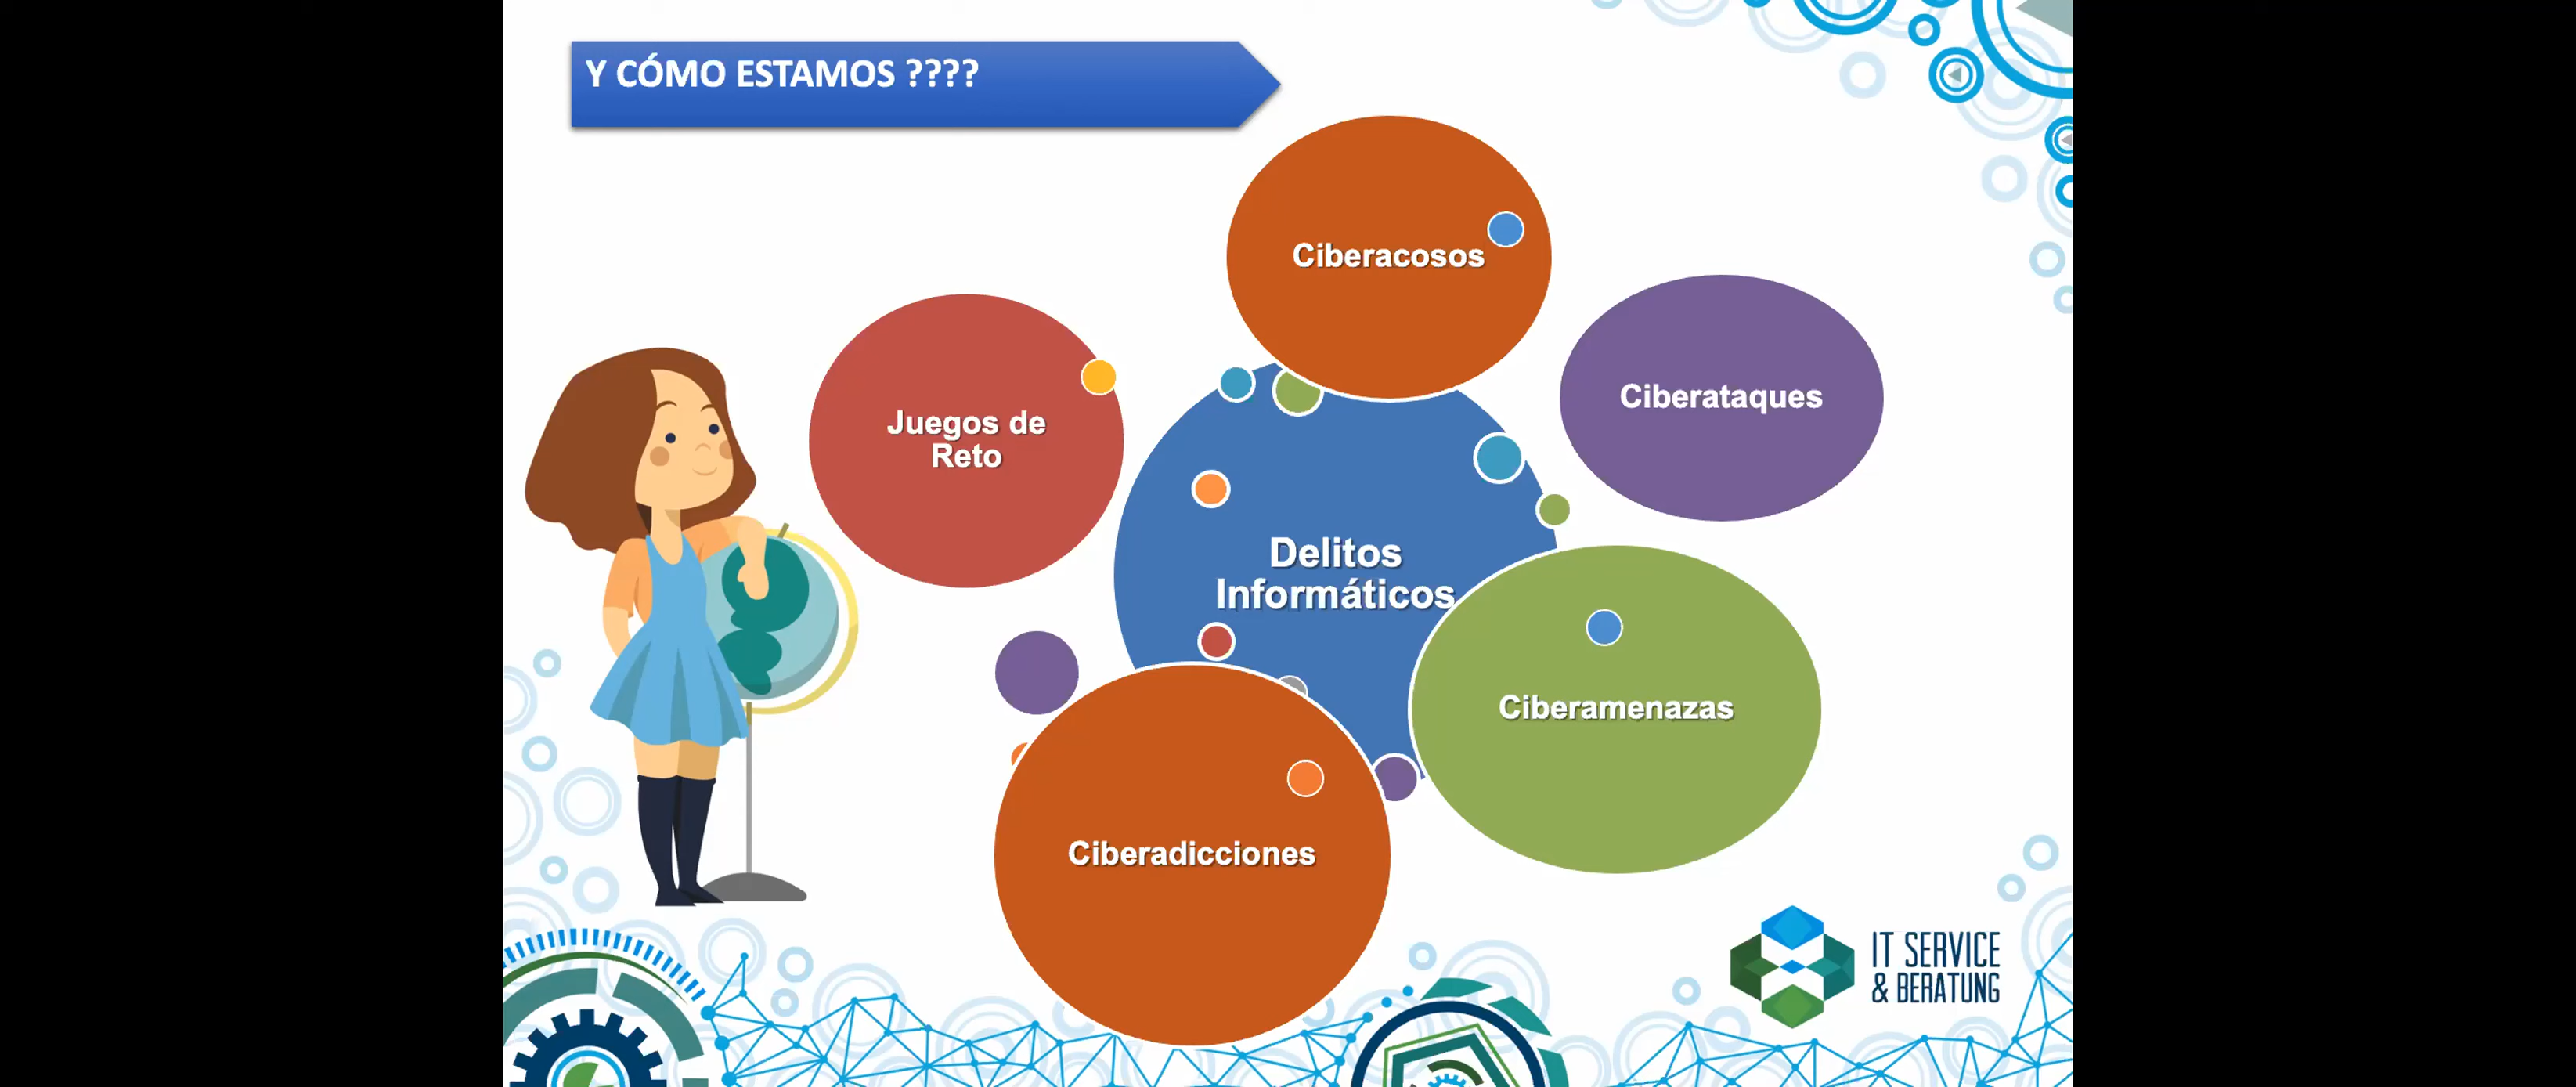 Y CÓMO ESTAMOS ????
Ciberacosos
Ciberataques
Juegos de
Reto
Delitos
Informáticos
Ciberamenazas
Ciberadicciones
IT SERVICE
& BERATUNG